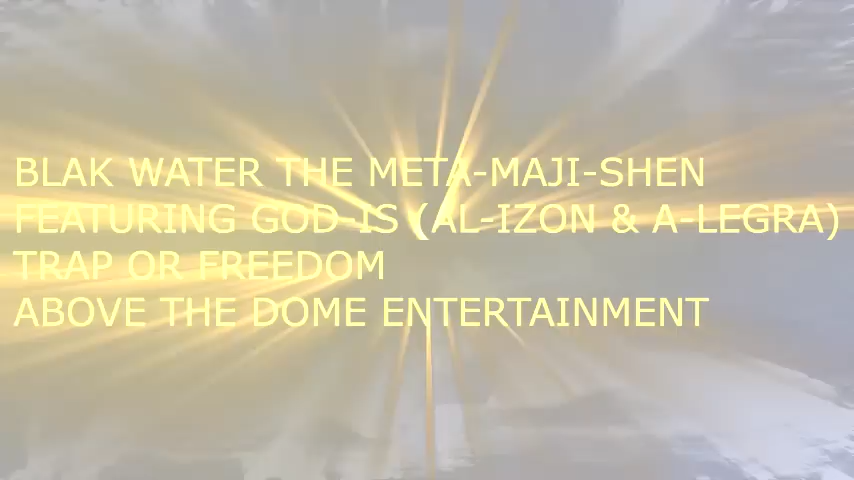 BLAK WATER THE META-MAJI-SHEN
FEATURING GOD-IS (AL-IZON & A-LEGRA)
TRAP OR FREEDOM
ABOVE THE DOME ENTERTAINMENT